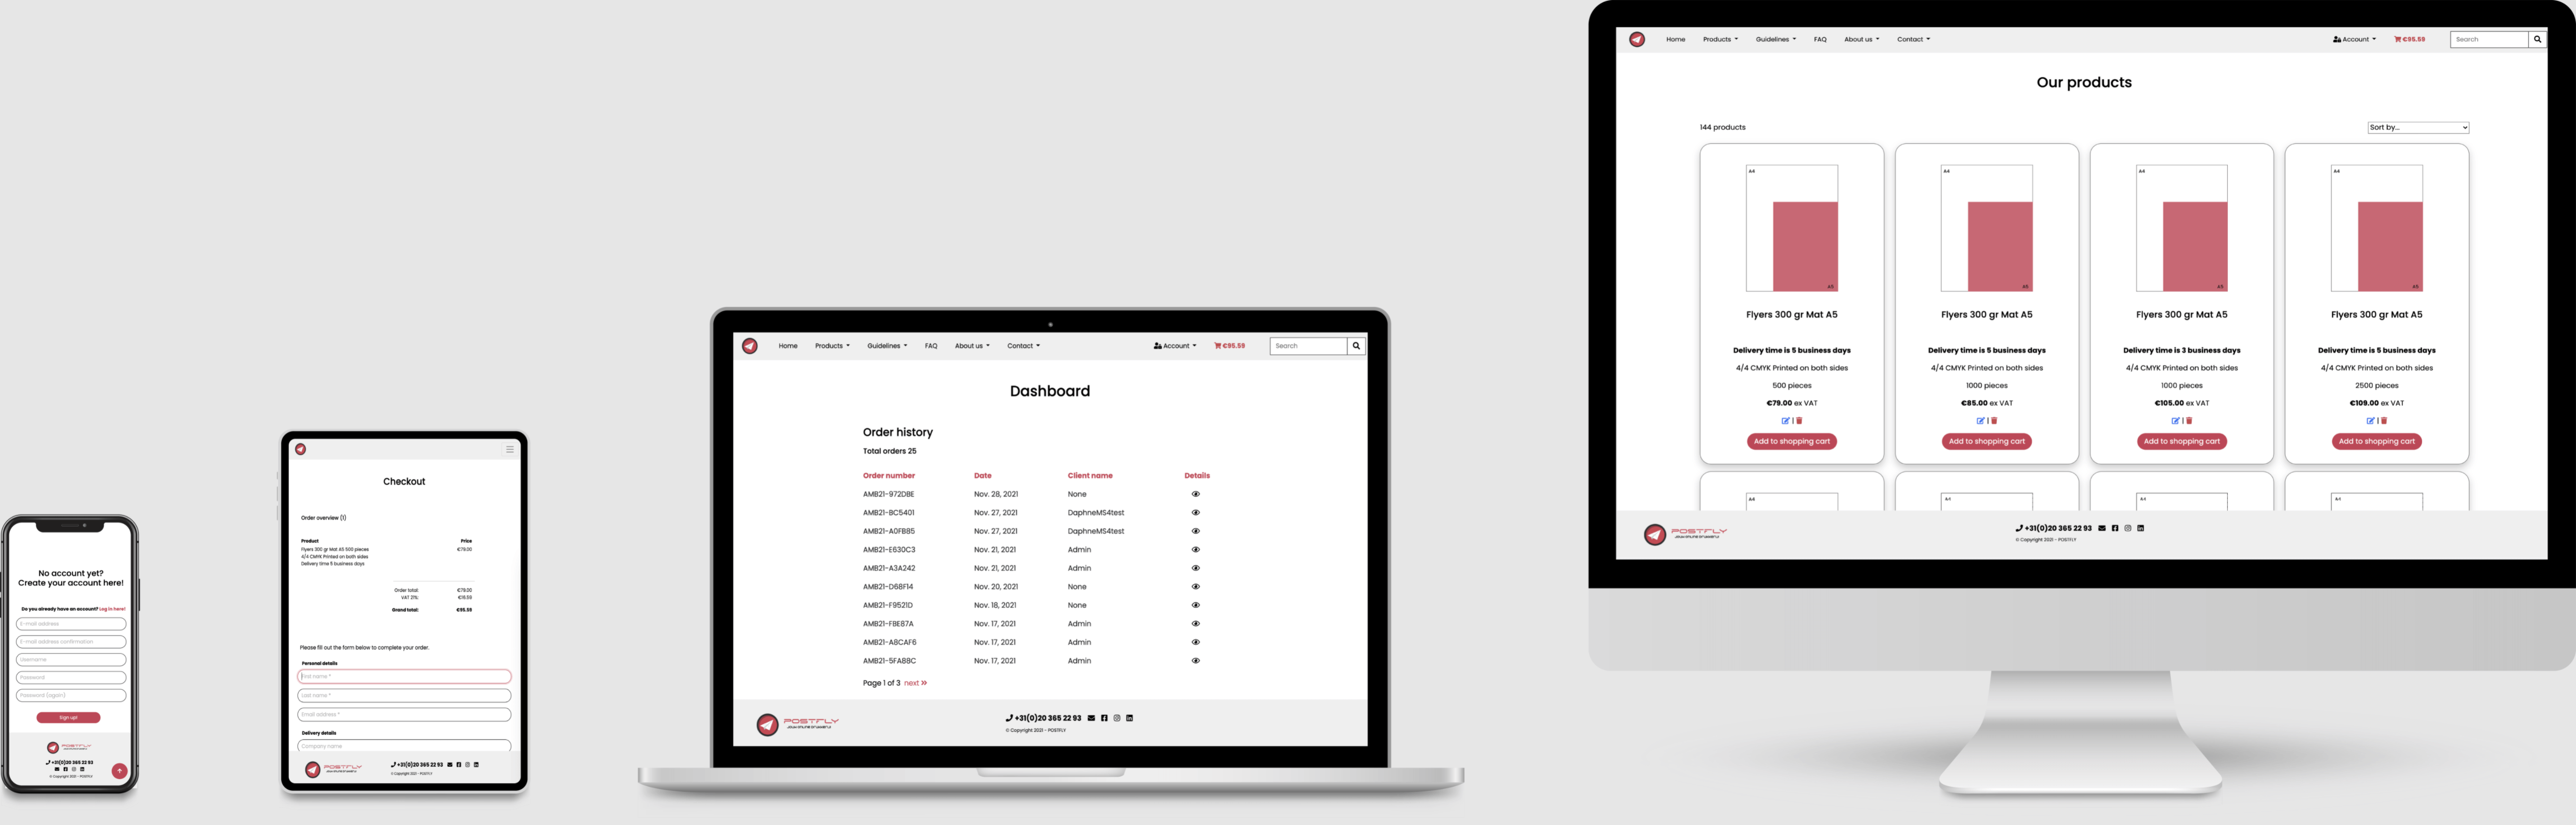 No account yet?
Create your account here!
Do you already have an account? Log in here!
E-mail address
E-mail address confirmation
Username
Password
Password (again)
Sign up!
POSTFLY
+31(0)20 365 22 93
© Copyright 2021 - POSTFLY
Checkout
Order overview (1)
Product Price
Flyers 300 gr Mat A5 500 pieces €79.00
4/4 CMYK Printed on both sides
Delivery time 5 business days
Order total: €79.00
VAT 21%: €16.59
Grand total: €95.59
Please fill out the form below to complete your order.
Personal details
First name *
Last name *
Email address *
Delivery details
Company name
POSTFLY
+31(0)20 365 22 93
© Copyright 2021 - POSTFLY
Home Products Guidelines FAQ About us Contact Account €95.59 Search
Dashboard
Order history
Total orders 25
Order number Date Client name Details
AMB21-972DBE Nov. 28, 2021 None
AMB21-BC5401 Nov. 27, 2021 DaphneMS4test
AMB21-A0FB85 Nov. 27, 2021 DaphneMS4test
AMB21-E630C3 Nov. 21, 2021 Admin
AMB21-A3A242 Nov. 21, 2021 Admin
AMB21-D68F14 Nov. 20, 2021 None
AMB21-F9521D Nov. 18, 2021 None
AMB21-FBE87A Nov. 17, 2021 Admin
AMB21-A8CAF6 Nov. 17, 2021 Admin
AMB21-5FAB8C Nov. 17, 2021 Admin
Page 1 of 3 next »
POSTFLY
+31(0)20 365 22 93
© Copyright 2021 - POSTFLY
Home Products Guidelines FAQ About us Contact Account €95.59 Search
Our products
144 products Sort by...
A4 A4 A4 A4
A5 A5 A5 A5
Flyers 300 gr Mat A5 Flyers 300 gr Mat A5 Flyers 300 gr Mat A5 Flyers 300 gr Mat A5
Delivery time is 5 business days Delivery time is 5 business days Delivery time is 3 business days Delivery time is 5 business days
4/4 CMYK Printed on both sides 4/4 CMYK Printed on both sides 4/4 CMYK Printed on both sides 4/4 CMYK Printed on both sides
500 pieces 1000 pieces 1000 pieces 2500 pieces
€79.00 ex VAT €85.00 ex VAT €105.00 ex VAT €109.00 ex VAT
| | | |
Add to shopping cart Add to shopping cart Add to shopping cart Add to shopping cart
A4 A4 A4 A4
POSTFLY
+31(0)20 365 22 93
© Copyright 2021 - POSTFLY